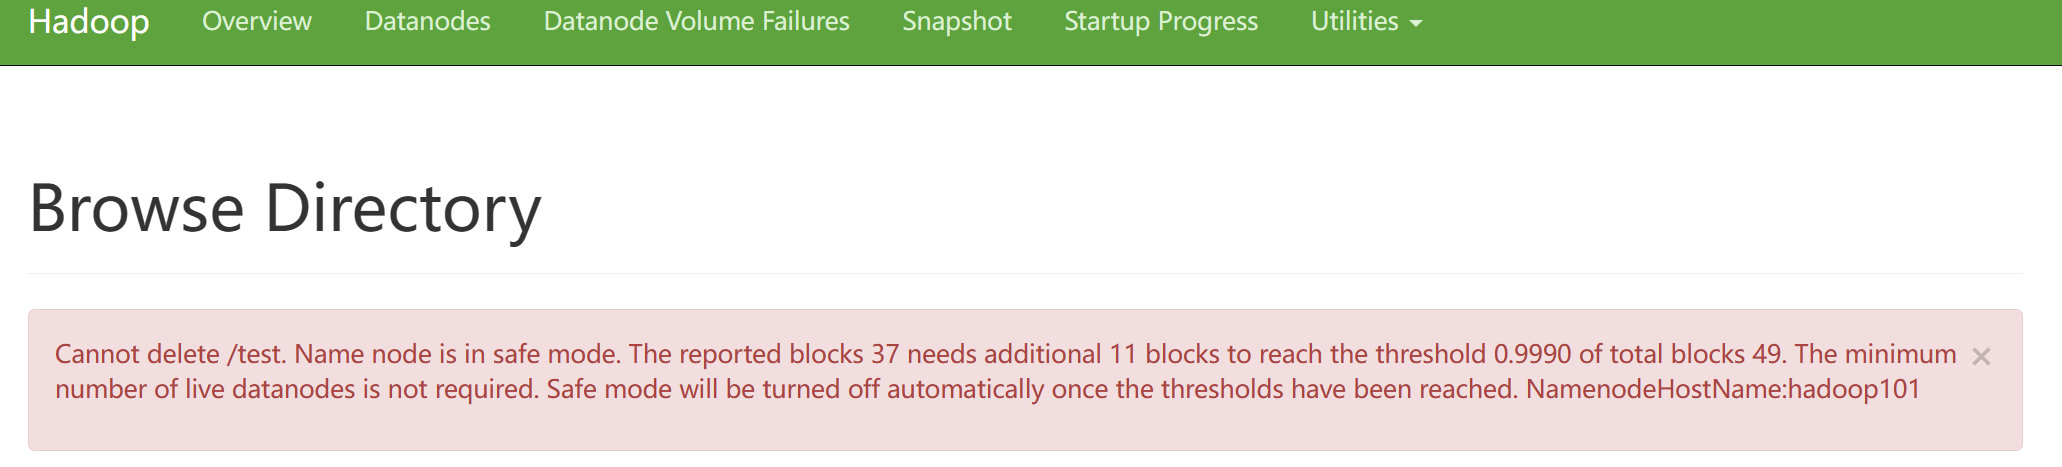 Hadoop Overview Datanodes Datanode Volume Failures Snapshot Startup Progress Utilities
Browse Directory
Cannot delete /test. Name node is in safe mode. The reported blocks 37 needs additional 11 blocks to reach the threshold 0.9990 of total blocks 49. The minimum ×
number of live datanodes is not required. Safe mode will be turned off automatically once the thresholds have been reached. NamenodeHostName:hadoop101